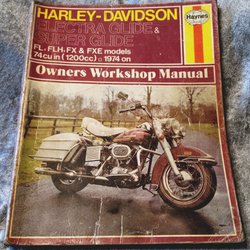 HARLEY-DAVIDSON
Haynes
ELECTRA GLIDE &
SUPER GLIDE
FL, FLH, FX & FXE models
74 cu in (1200cc) ○ 1974 on
Owners Workshop Manual